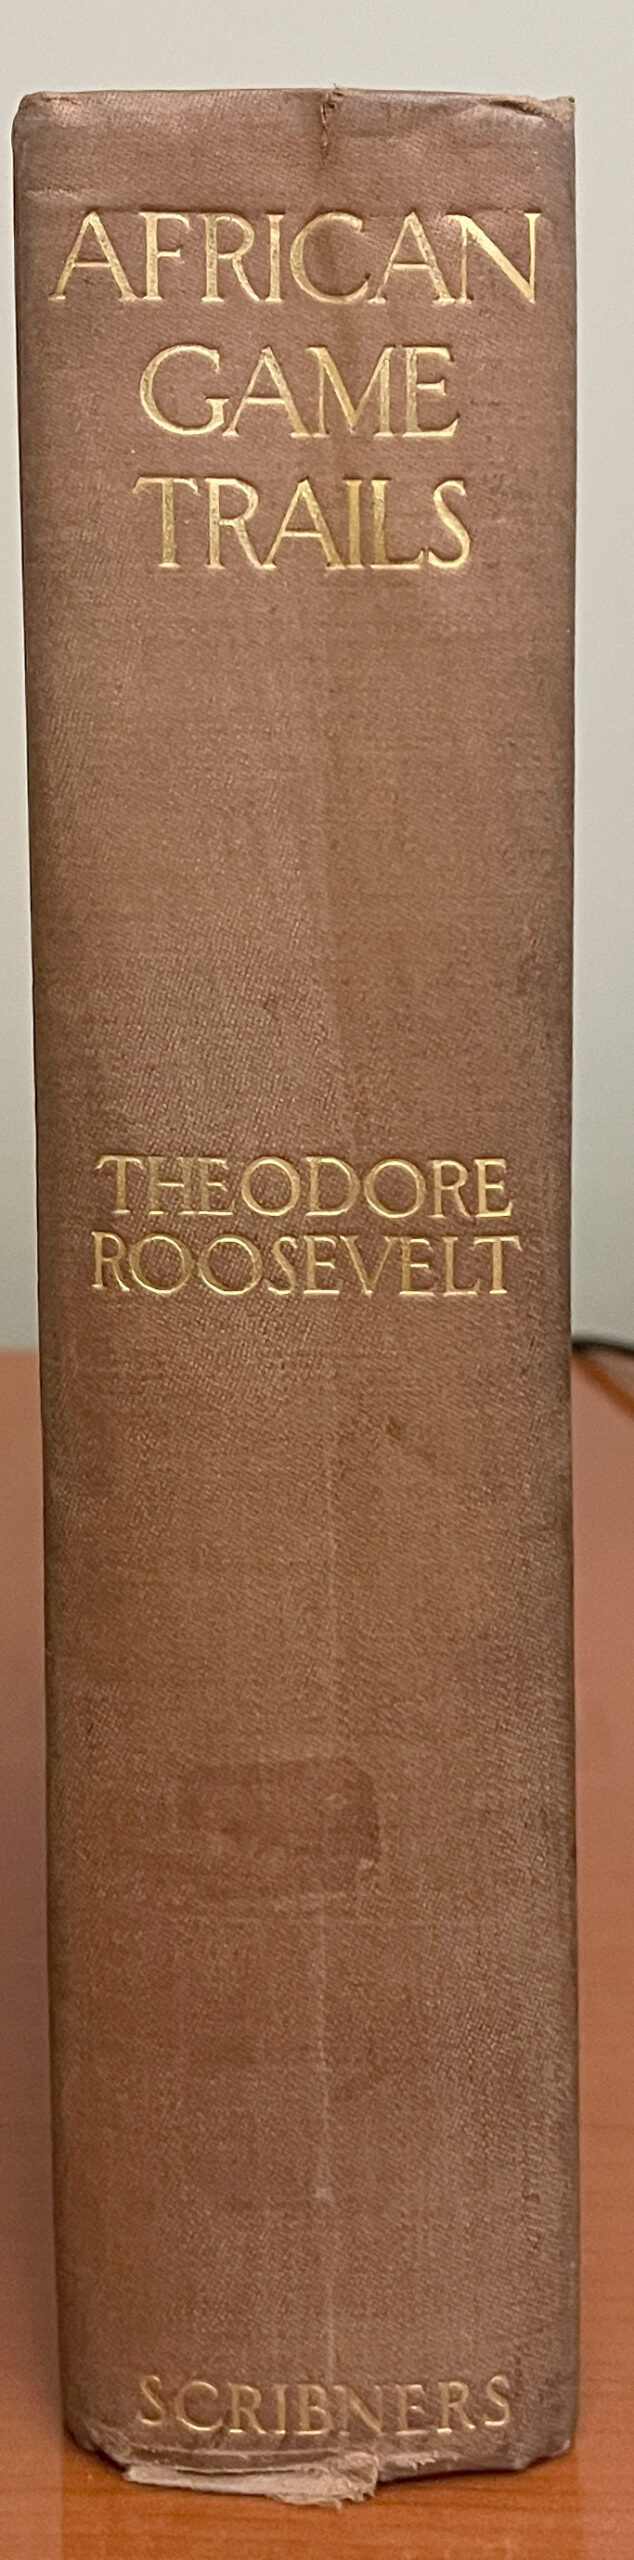 AFRICAN
GAME
TRAILS
THEODORE
ROOSEVELT
SCRIBNERS